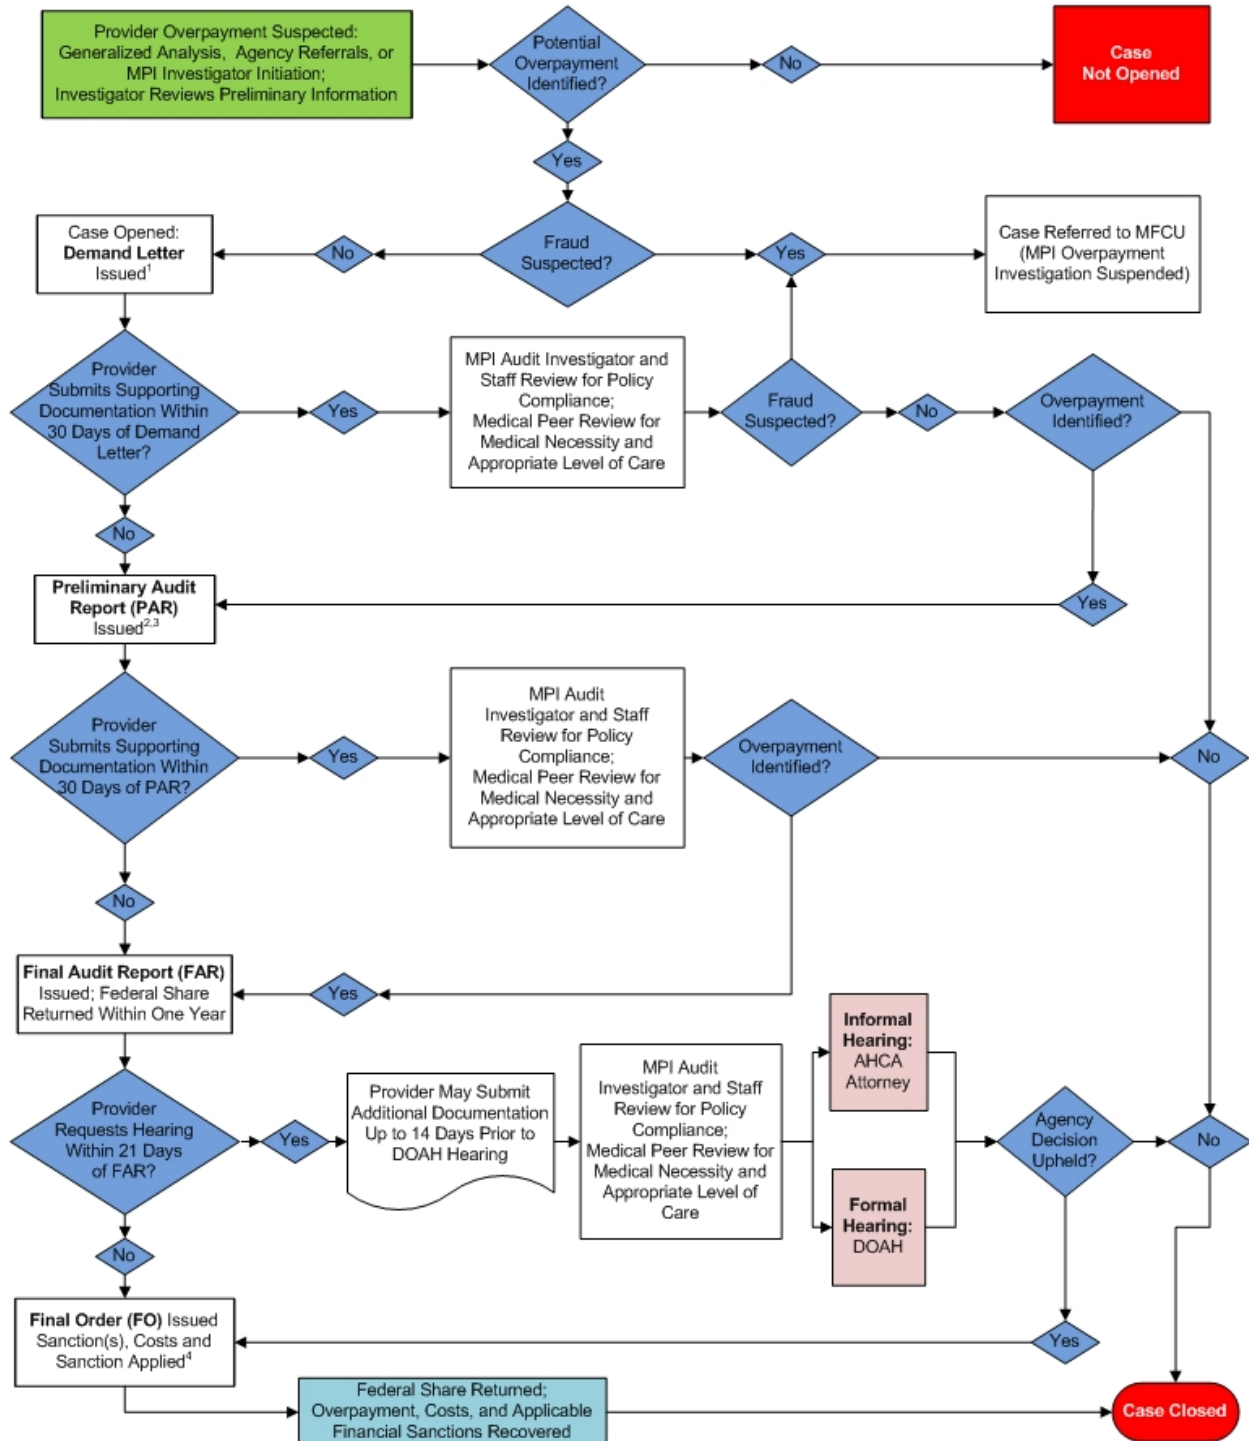 Provider Overpayment Suspected:
Generalized Analysis, Agency Referrals, or
MPI Investigator Initiation;
Investigator Reviews Preliminary Information
Potential
Overpayment
Identified?
No
Case
Not Opened
Yes
Case Opened:
Demand Letter
Issued1
No
Fraud
Suspected?
Yes
Case Referred to MFCU
(MPI Overpayment
Investigation Suspended)
Provider
Submits Supporting
Documentation Within
30 Days of Demand
Letter?
Yes
MPI Audit Investigator and
Staff Review for Policy
Compliance;
Medical Peer Review for
Medical Necessity and
Appropriate Level of Care
Fraud
Suspected?
No
Overpayment
Identified?
No
Preliminary Audit
Report (PAR)
Issued2,3
Yes
Provider
Submits Supporting
Documentation Within
30 Days of PAR?
Yes
MPI Audit
Investigator and Staff
Review for Policy
Compliance;
Medical Peer Review for
Medical Necessity and
Appropriate Level of Care
Overpayment
Identified?
No
No
Final Audit Report (FAR)
Issued; Federal Share
Returned Within One Year
Yes
Provider
Requests Hearing
Within 21 Days
of FAR?
Yes
Provider May Submit
Additional Documentation
Up to 14 Days Prior to
DOAH Hearing
MPI Audit
Investigator and Staff
Review for Policy
Compliance;
Medical Peer Review for
Medical Necessity and
Appropriate Level of
Care
Informal
Hearing:
AHCA
Attorney
Formal
Hearing:
DOAH
Agency
Decision
Upheld?
No
No
Final Order (FO) Issued
Sanction(s), Costs and
Sanction Applied4
Yes
Federal Share Returned;
Overpayment, Costs, and Applicable
Financial Sanctions Recovered
Case Closed